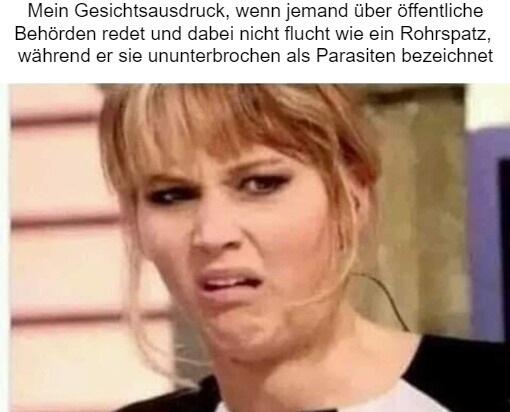 Mein Gesichtsausdruck, wenn jemand über öffentliche
Behörden redet und dabei nicht flucht wie ein Rohrspatz,
während er sie ununterbrochen als Parasiten bezeichnet